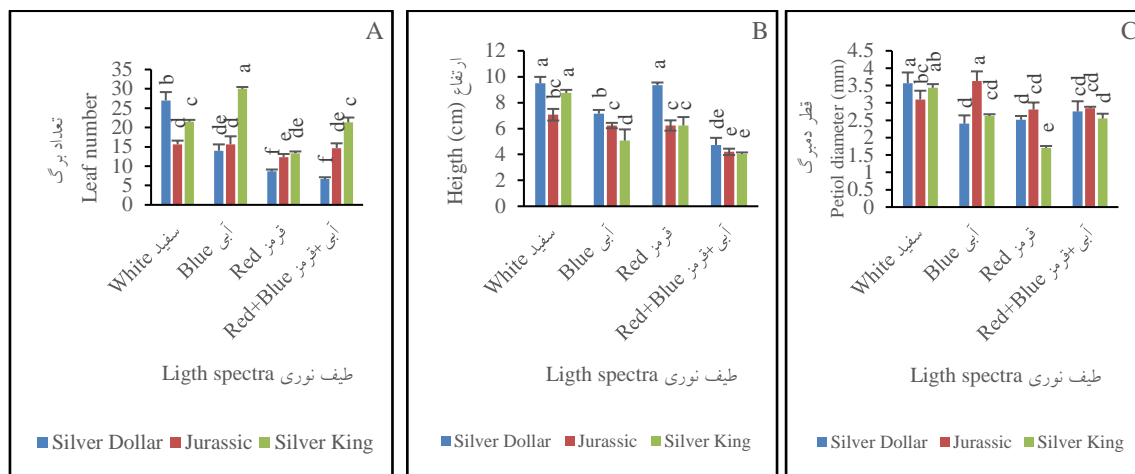 A
تعداد برگ
Leaf number
35
30
25
20
15
10
5
0
b
d
c
de
d
a
f
e
de
f
de
c
White سفید
Blue آبی
Red قرمز
Red+Blue آبی+قرمز
Ligth spectra طیف نوری
Silver Dollar Jurassic Silver King
B
Heigth (cm) ارتفاع
12
10
8
6
4
2
0
a
bc
a
b
c
d
a
c
c
de
e
e
White سفید
Blue آبی
Red قرمز
Red+Blue آبی+قرمز
Ligth spectra طیف نوری
Silver Dollar Jurassic Silver King
C
قطر دمبرگ
Petiol diameter (mm)
4.5
4
3.5
3
2.5
2
1.5
1
0.5
0
a
bc
ab
d
a
cd
d
cd
e
cd
cd
d
White سفید
Blue آبی
Red قرمز
Red+Blue آبی+قرمز
Ligth spectra طیف نوری
Silver Dollar Jurassic Silver King